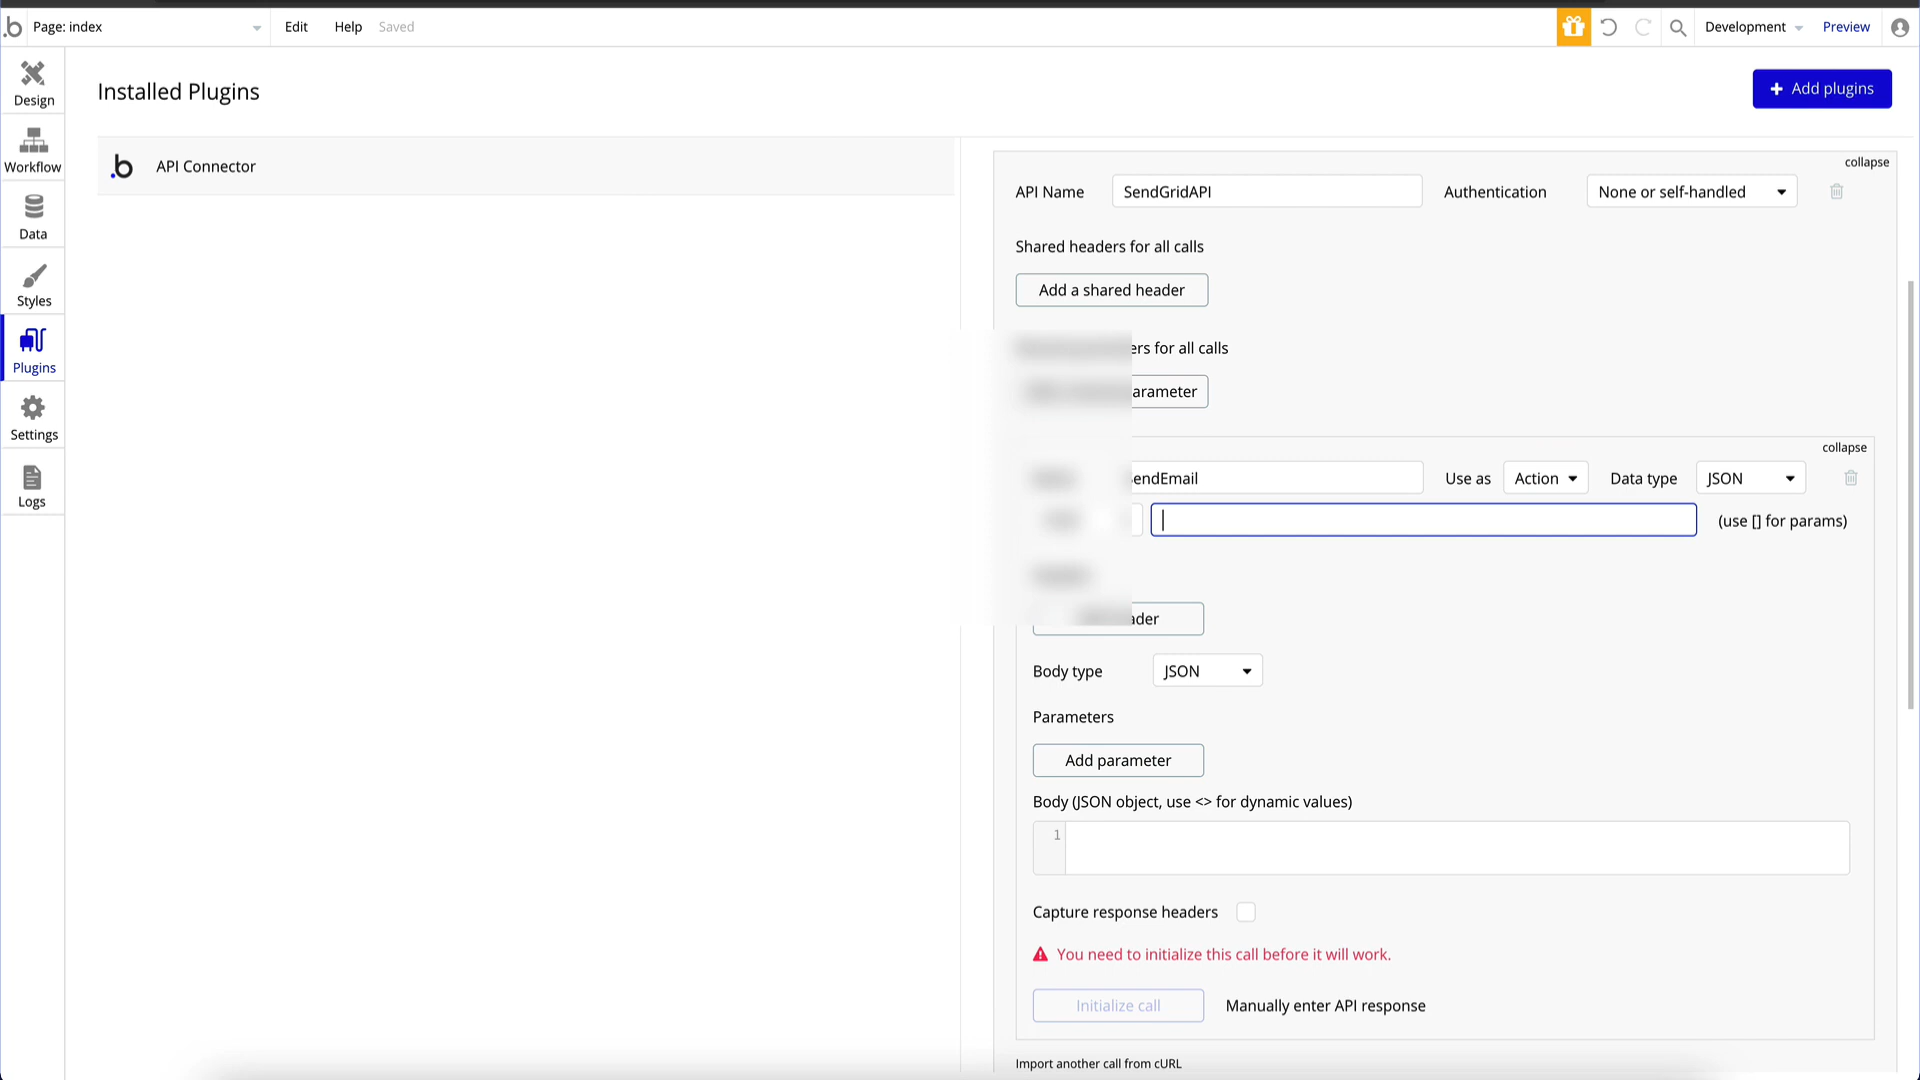 Page: index
Edit
Help
Saved
Development
Preview
Design
Workflow
Data
Styles
Plugins
Settings
Logs
Installed Plugins
+ Add plugins
API Connector
collapse
API Name
SendGridAPI
Authentication
None or self-handled
Shared headers for all calls
Add a shared header
for all calls
collapse
Use as
Action
Data type
JSON
(use [] for params)
Body type
JSON
Parameters
Add parameter
Body (JSON object, use <> for dynamic values)
1
Capture response headers
You need to initialize this call before it will work.
Initialize call
Manually enter API response
Import another call from cURL